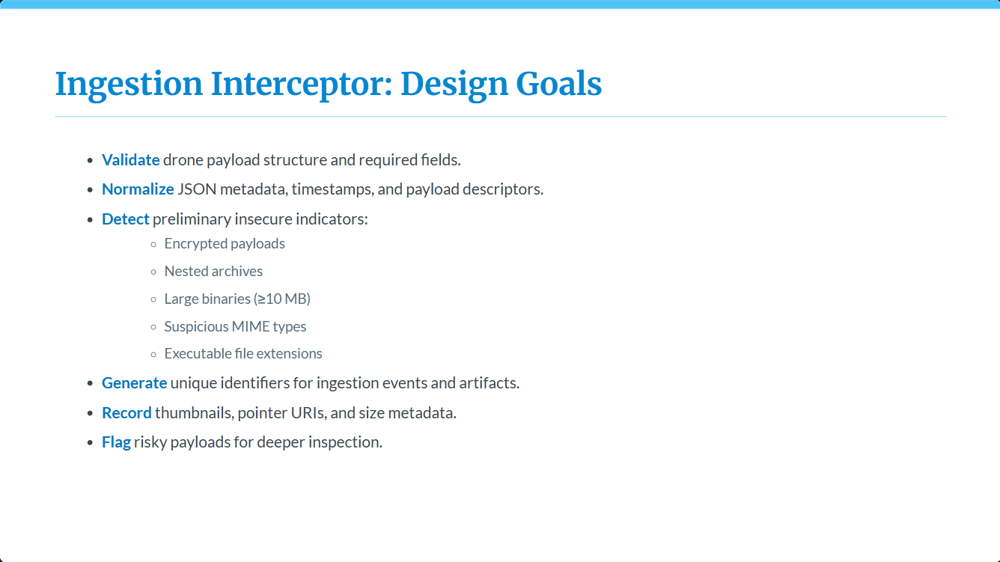 Ingestion Interceptor: Design Goals
• Validate drone payload structure and required fields.
• Normalize JSON metadata, timestamps, and payload descriptors.
• Detect preliminary insecure indicators:
◦ Encrypted payloads
◦ Nested archives
◦ Large binaries (≥10 MB)
◦ Suspicious MIME types
◦ Executable file extensions
• Generate unique identifiers for ingestion events and artifacts.
• Record thumbnails, pointer URIs, and size metadata.
• Flag risky payloads for deeper inspection.